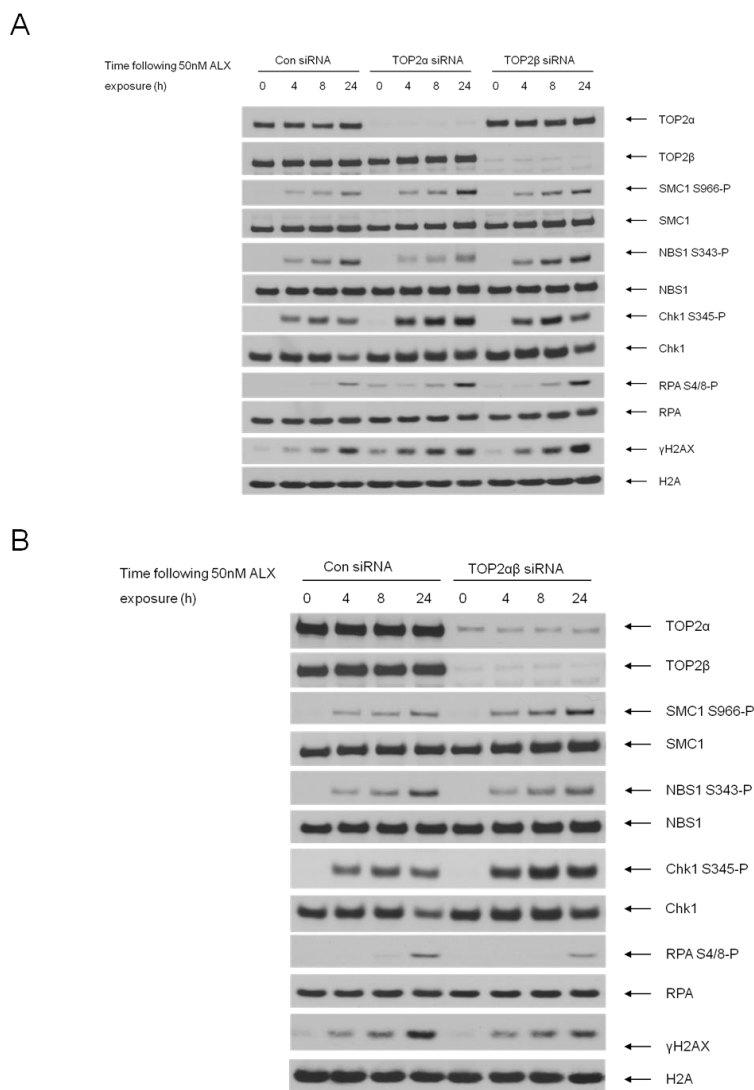 A
Time following 50nM ALX
exposure (h)
Con siRNA TOP2α siRNA TOP2β siRNA
0 4 8 24 0 4 8 24 0 4 8 24
TOP2α
TOP2β
SMC1 S966-P
SMC1
NBS1 S343-P
NBS1
Chk1 S345-P
Chk1
RPA S4/8-P
RPA
γH2AX
H2A
B
Time following 50nM ALX
exposure (h)
Con siRNA TOP2αβ siRNA
0 4 8 24 0 4 8 24
TOP2α
TOP2β
SMC1 S966-P
SMC1
NBS1 S343-P
NBS1
Chk1 S345-P
Chk1
RPA S4/8-P
RPA
γH2AX
H2A